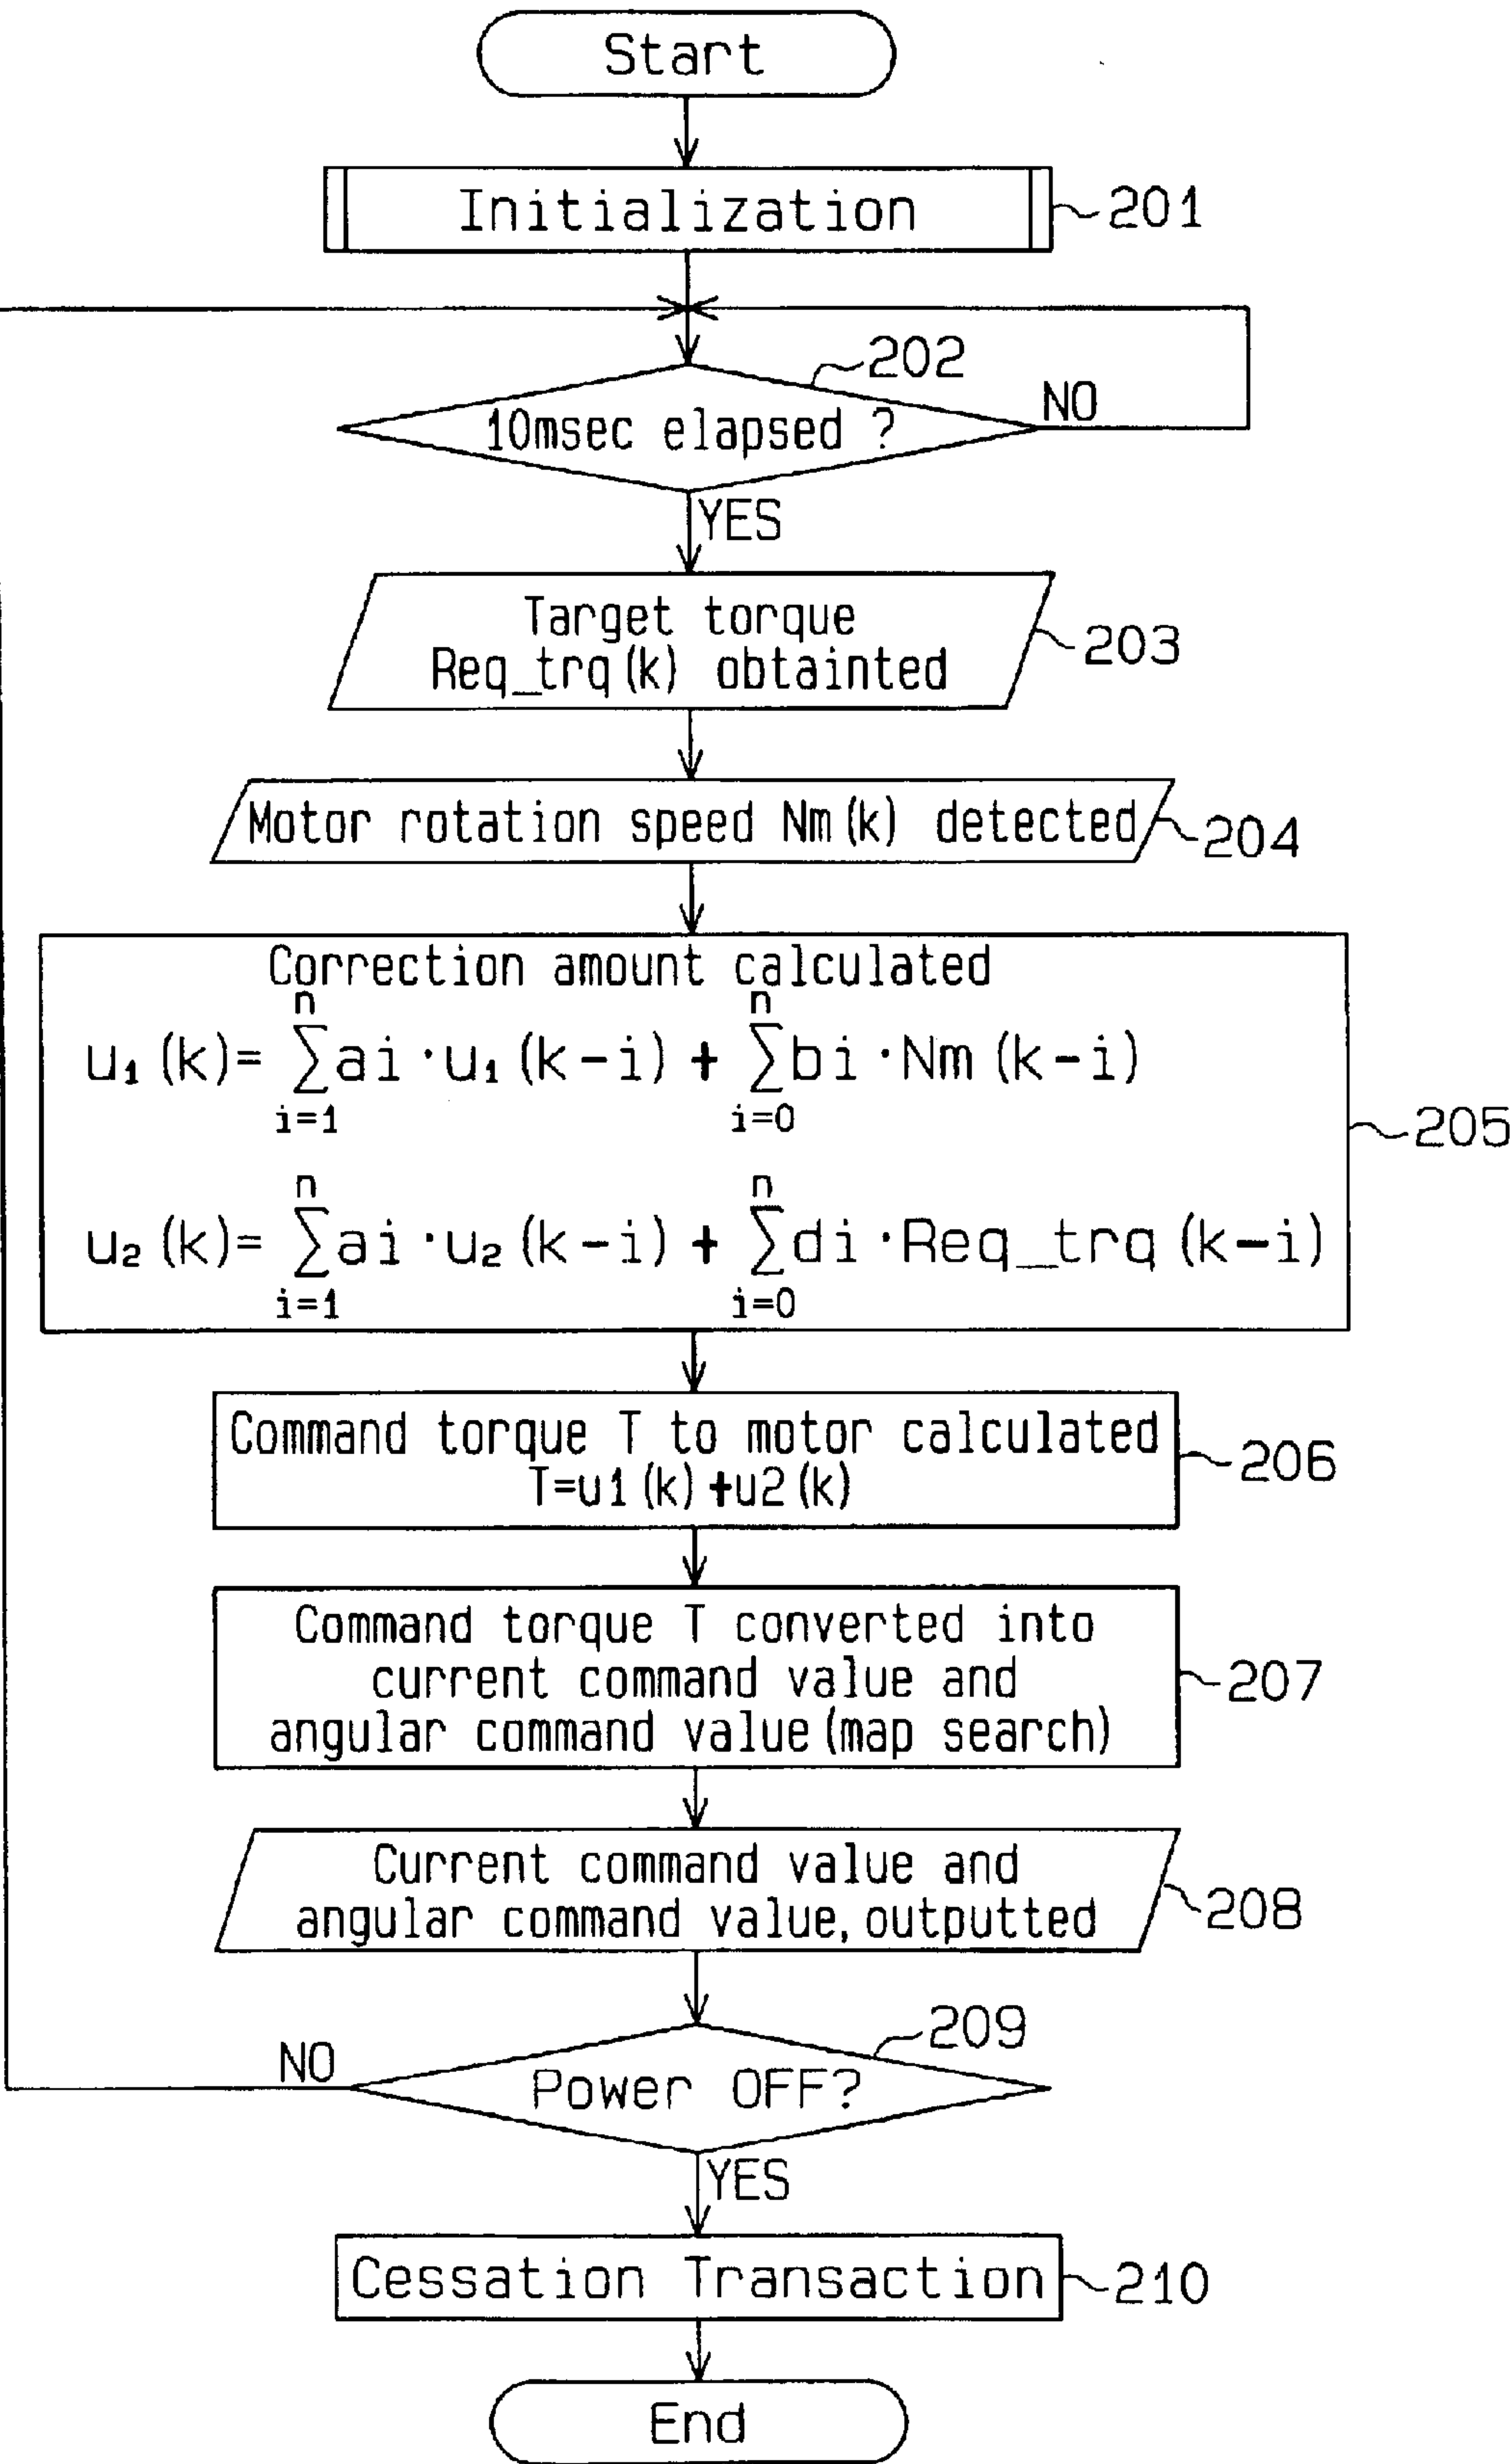 Start
Initialization
201
202
10msec elapsed ?
NO
YES
Target torque
Req_trq(k) obtainted
203
Motor rotation speed Nm(k) detected
204
Correction amount calculated
u₁(k)= n∑i=1 ai·u₁(k-i) + n∑i=0 bi·Nm(k-i)
205
u₂(k)= n∑i=1 ai·u₂(k-i) + n∑i=0 di·Req_trq(k-i)
Command torque T to motor calculated
T=u1(k)+u2(k)
206
Command torque T converted into
current command value and
angular command value(map search)
207
Current command value and
angular command value,outputted
208
209
NO
Power OFF?
YES
Cessation Transaction
210
End